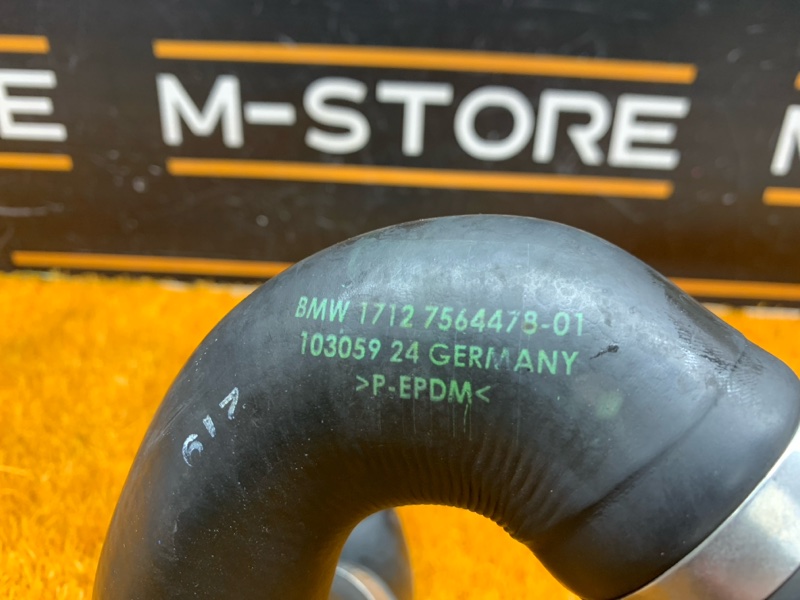 E
M-STORE
M
BMW 1712 7564478-01
103059 24 GERMANY
>P-EPDM<